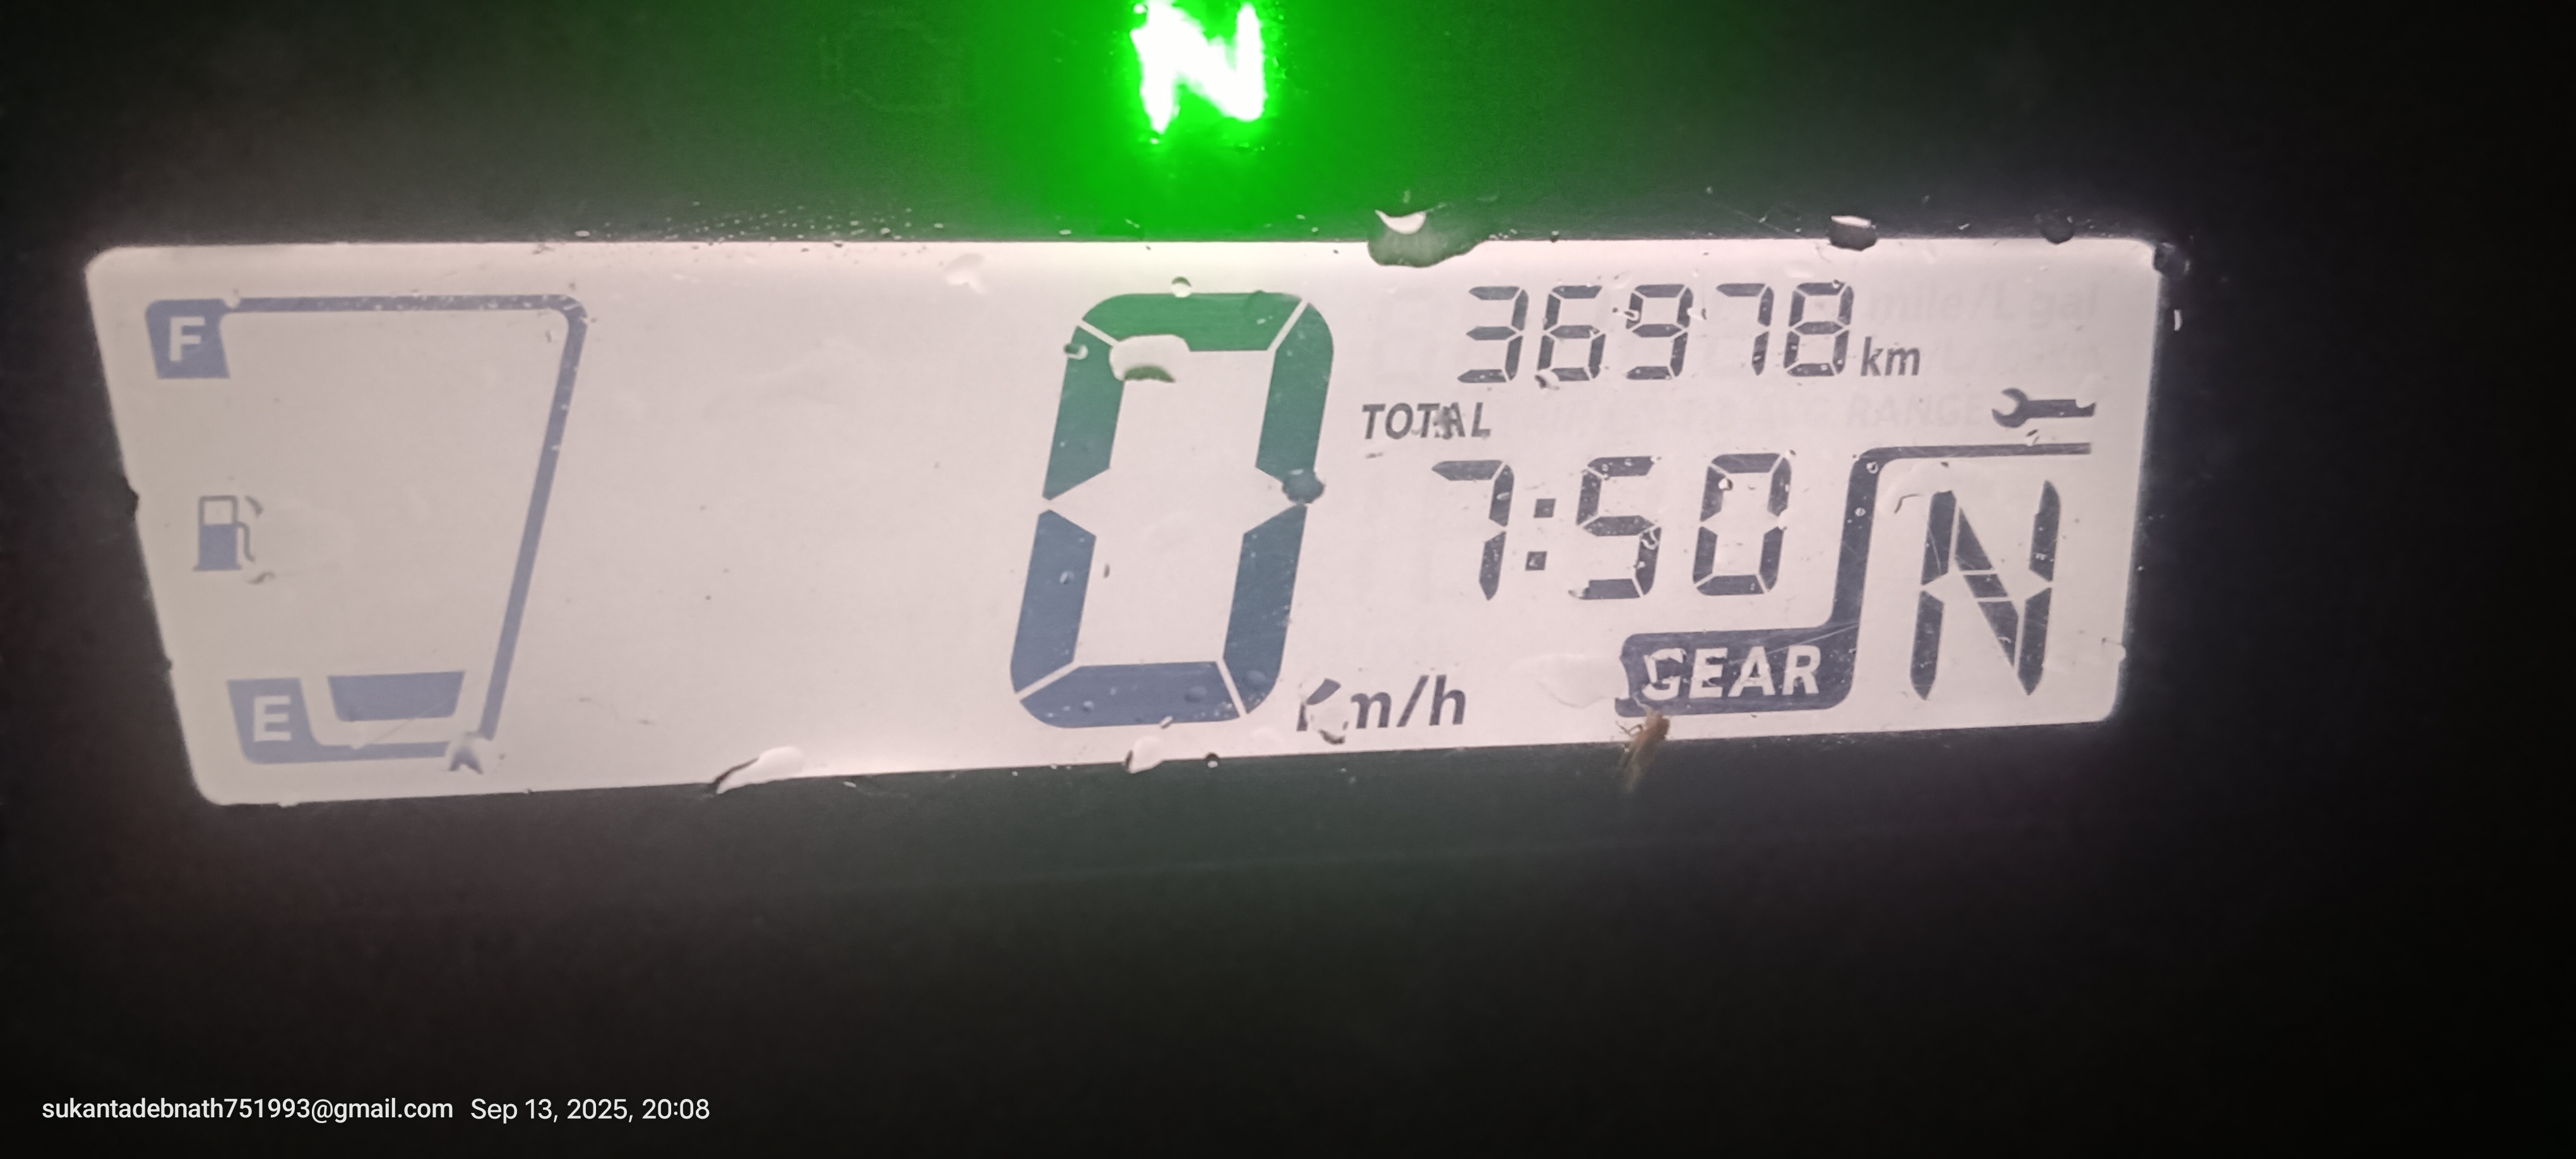 N
F
36978 km
TOTAL
7:50
N
0
Km/h
GEAR
E
sukantadebnath751993@gmail.com Sep 13, 2025, 20:08